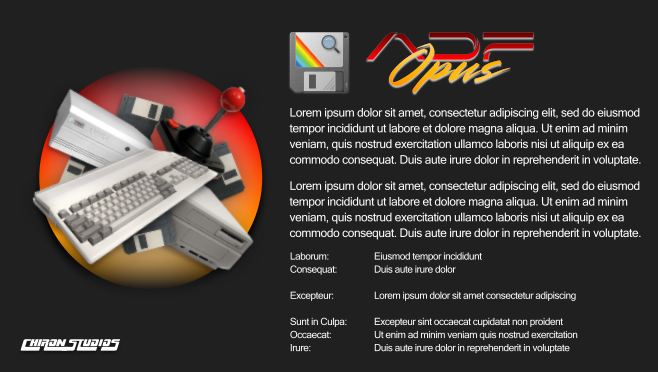 ADF
Opus
Lorem ipsum dolor sit amet, consectetur adipiscing elit, sed do eiusmod
tempor incididunt ut labore et dolore magna aliqua. Ut enim ad minim
veniam, quis nostrud exercitation ullamco laboris nisi ut aliquip ex ea
commodo consequat. Duis aute irure dolor in reprehenderit in voluptate.
Lorem ipsum dolor sit amet, consectetur adipiscing elit, sed do eiusmod
tempor incididunt ut labore et dolore magna aliqua. Ut enim ad minim
veniam, quis nostrud exercitation ullamco laboris nisi ut aliquip ex ea
commodo consequat. Duis aute irure dolor in reprehenderit in voluptate.
Laborum: Eiusmod tempor incididunt
Consequat: Duis aute irure dolor
Excepteur: Lorem ipsum dolor sit amet consectetur adipiscing
Sunt in Culpa: Excepteur sint occaecat cupidatat non proident
Occaecat: Ut enim ad minim veniam quis nostrud exercitation
Irure: Duis aute irure dolor in reprehenderit in voluptate
CHIRON STUDIOS